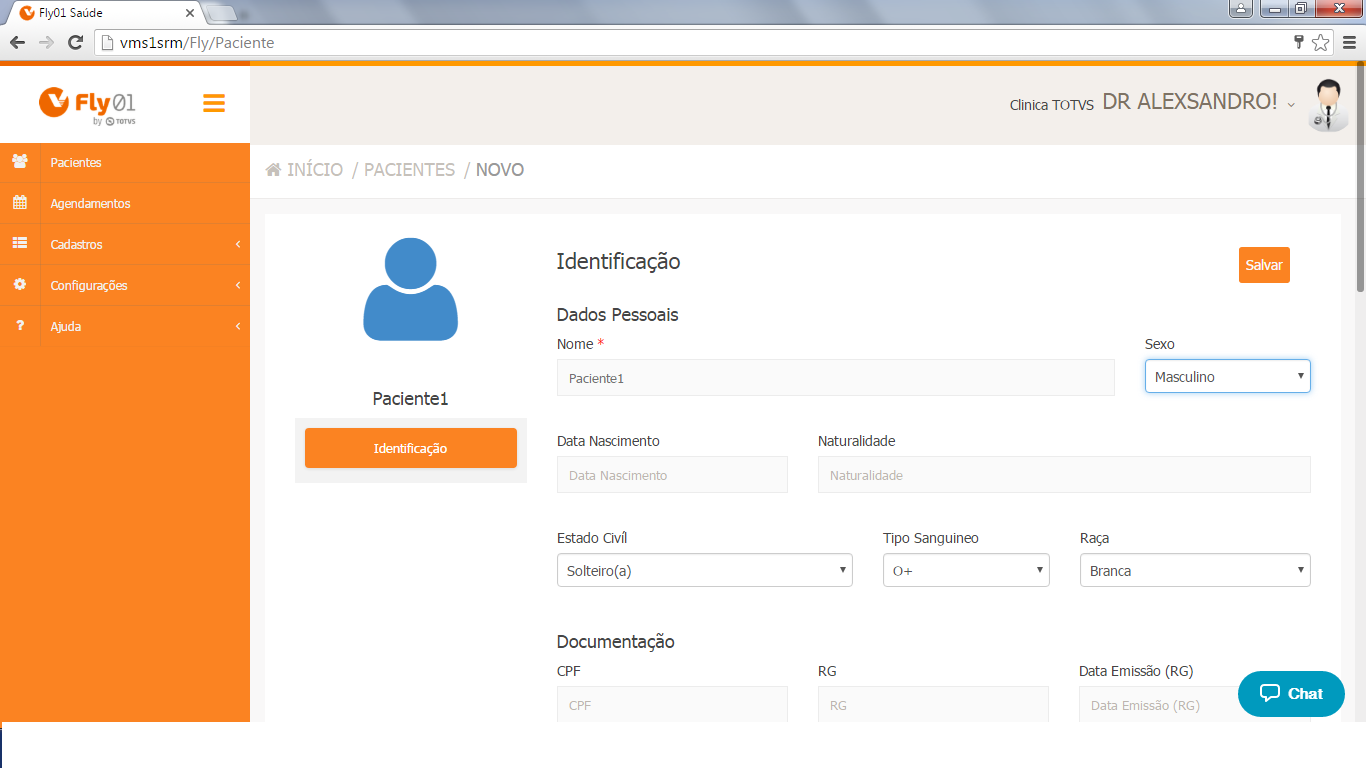 Fly01 Saúde
vms1srm/Fly/Paciente
Fly01
by TOTVS
Clinica TOTVS DR ALEXSANDRO!
Pacientes
Agendamentos
Cadastros
Configurações
Ajuda
INÍCIO / PACIENTES / NOVO
Paciente1
Identificação
Identificação
Salvar
Dados Pessoais
Nome * Sexo
Paciente1 Masculino
Data Nascimento Naturalidade
Data Nascimento Naturalidade
Estado Civíl Tipo Sanguineo Raça
Solteiro(a) O+ Branca
Documentação
CPF RG Data Emissão (RG)
CPF RG Data Emissão (RG)
Chat